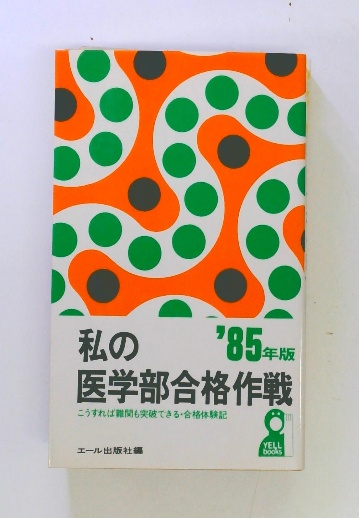 私の
'85年版
医学部合格作戦
こうすれば難関も突破できる・合格体験記
YELL
books
エール出版社編